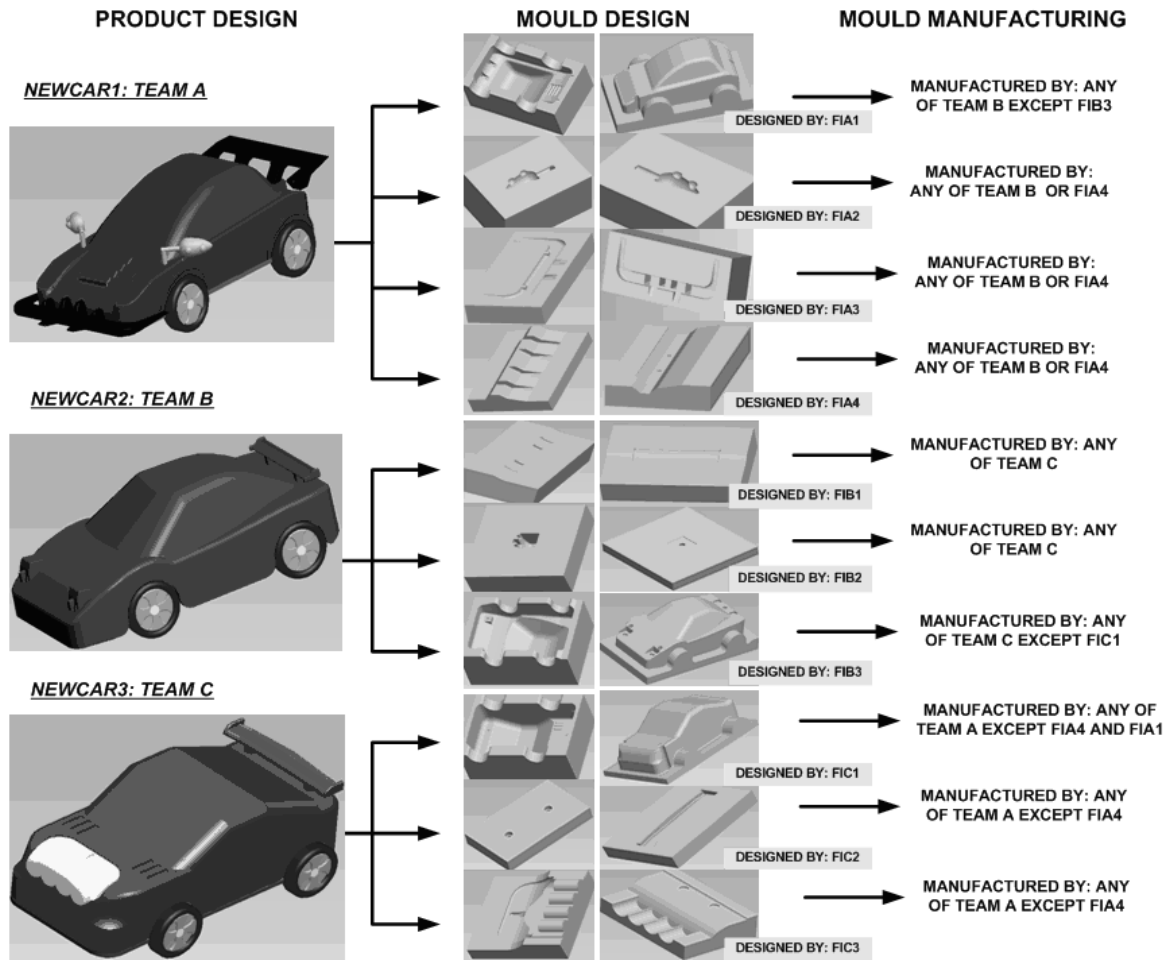 PRODUCT DESIGN
MOULD DESIGN
MOULD MANUFACTURING
NEWCAR1: TEAM A
DESIGNED BY: FIA1
MANUFACTURED BY: ANY
OF TEAM B EXCEPT FIB3
DESIGNED BY: FIA2
MANUFACTURED BY:
ANY OF TEAM B OR FIA4
DESIGNED BY: FIA3
MANUFACTURED BY:
ANY OF TEAM B OR FIA4
DESIGNED BY: FIA4
MANUFACTURED BY:
ANY OF TEAM B OR FIA4
NEWCAR2: TEAM B
DESIGNED BY: FIB1
MANUFACTURED BY: ANY
OF TEAM C
DESIGNED BY: FIB2
MANUFACTURED BY: ANY
OF TEAM C
DESIGNED BY: FIB3
MANUFACTURED BY: ANY
OF TEAM C EXCEPT FIC1
NEWCAR3: TEAM C
DESIGNED BY: FIC1
MANUFACTURED BY: ANY OF
TEAM A EXCEPT FIA4 AND FIA1
DESIGNED BY: FIC2
MANUFACTURED BY: ANY
OF TEAM A EXCEPT FIA4
DESIGNED BY: FIC3
MANUFACTURED BY: ANY
OF TEAM A EXCEPT FIA4